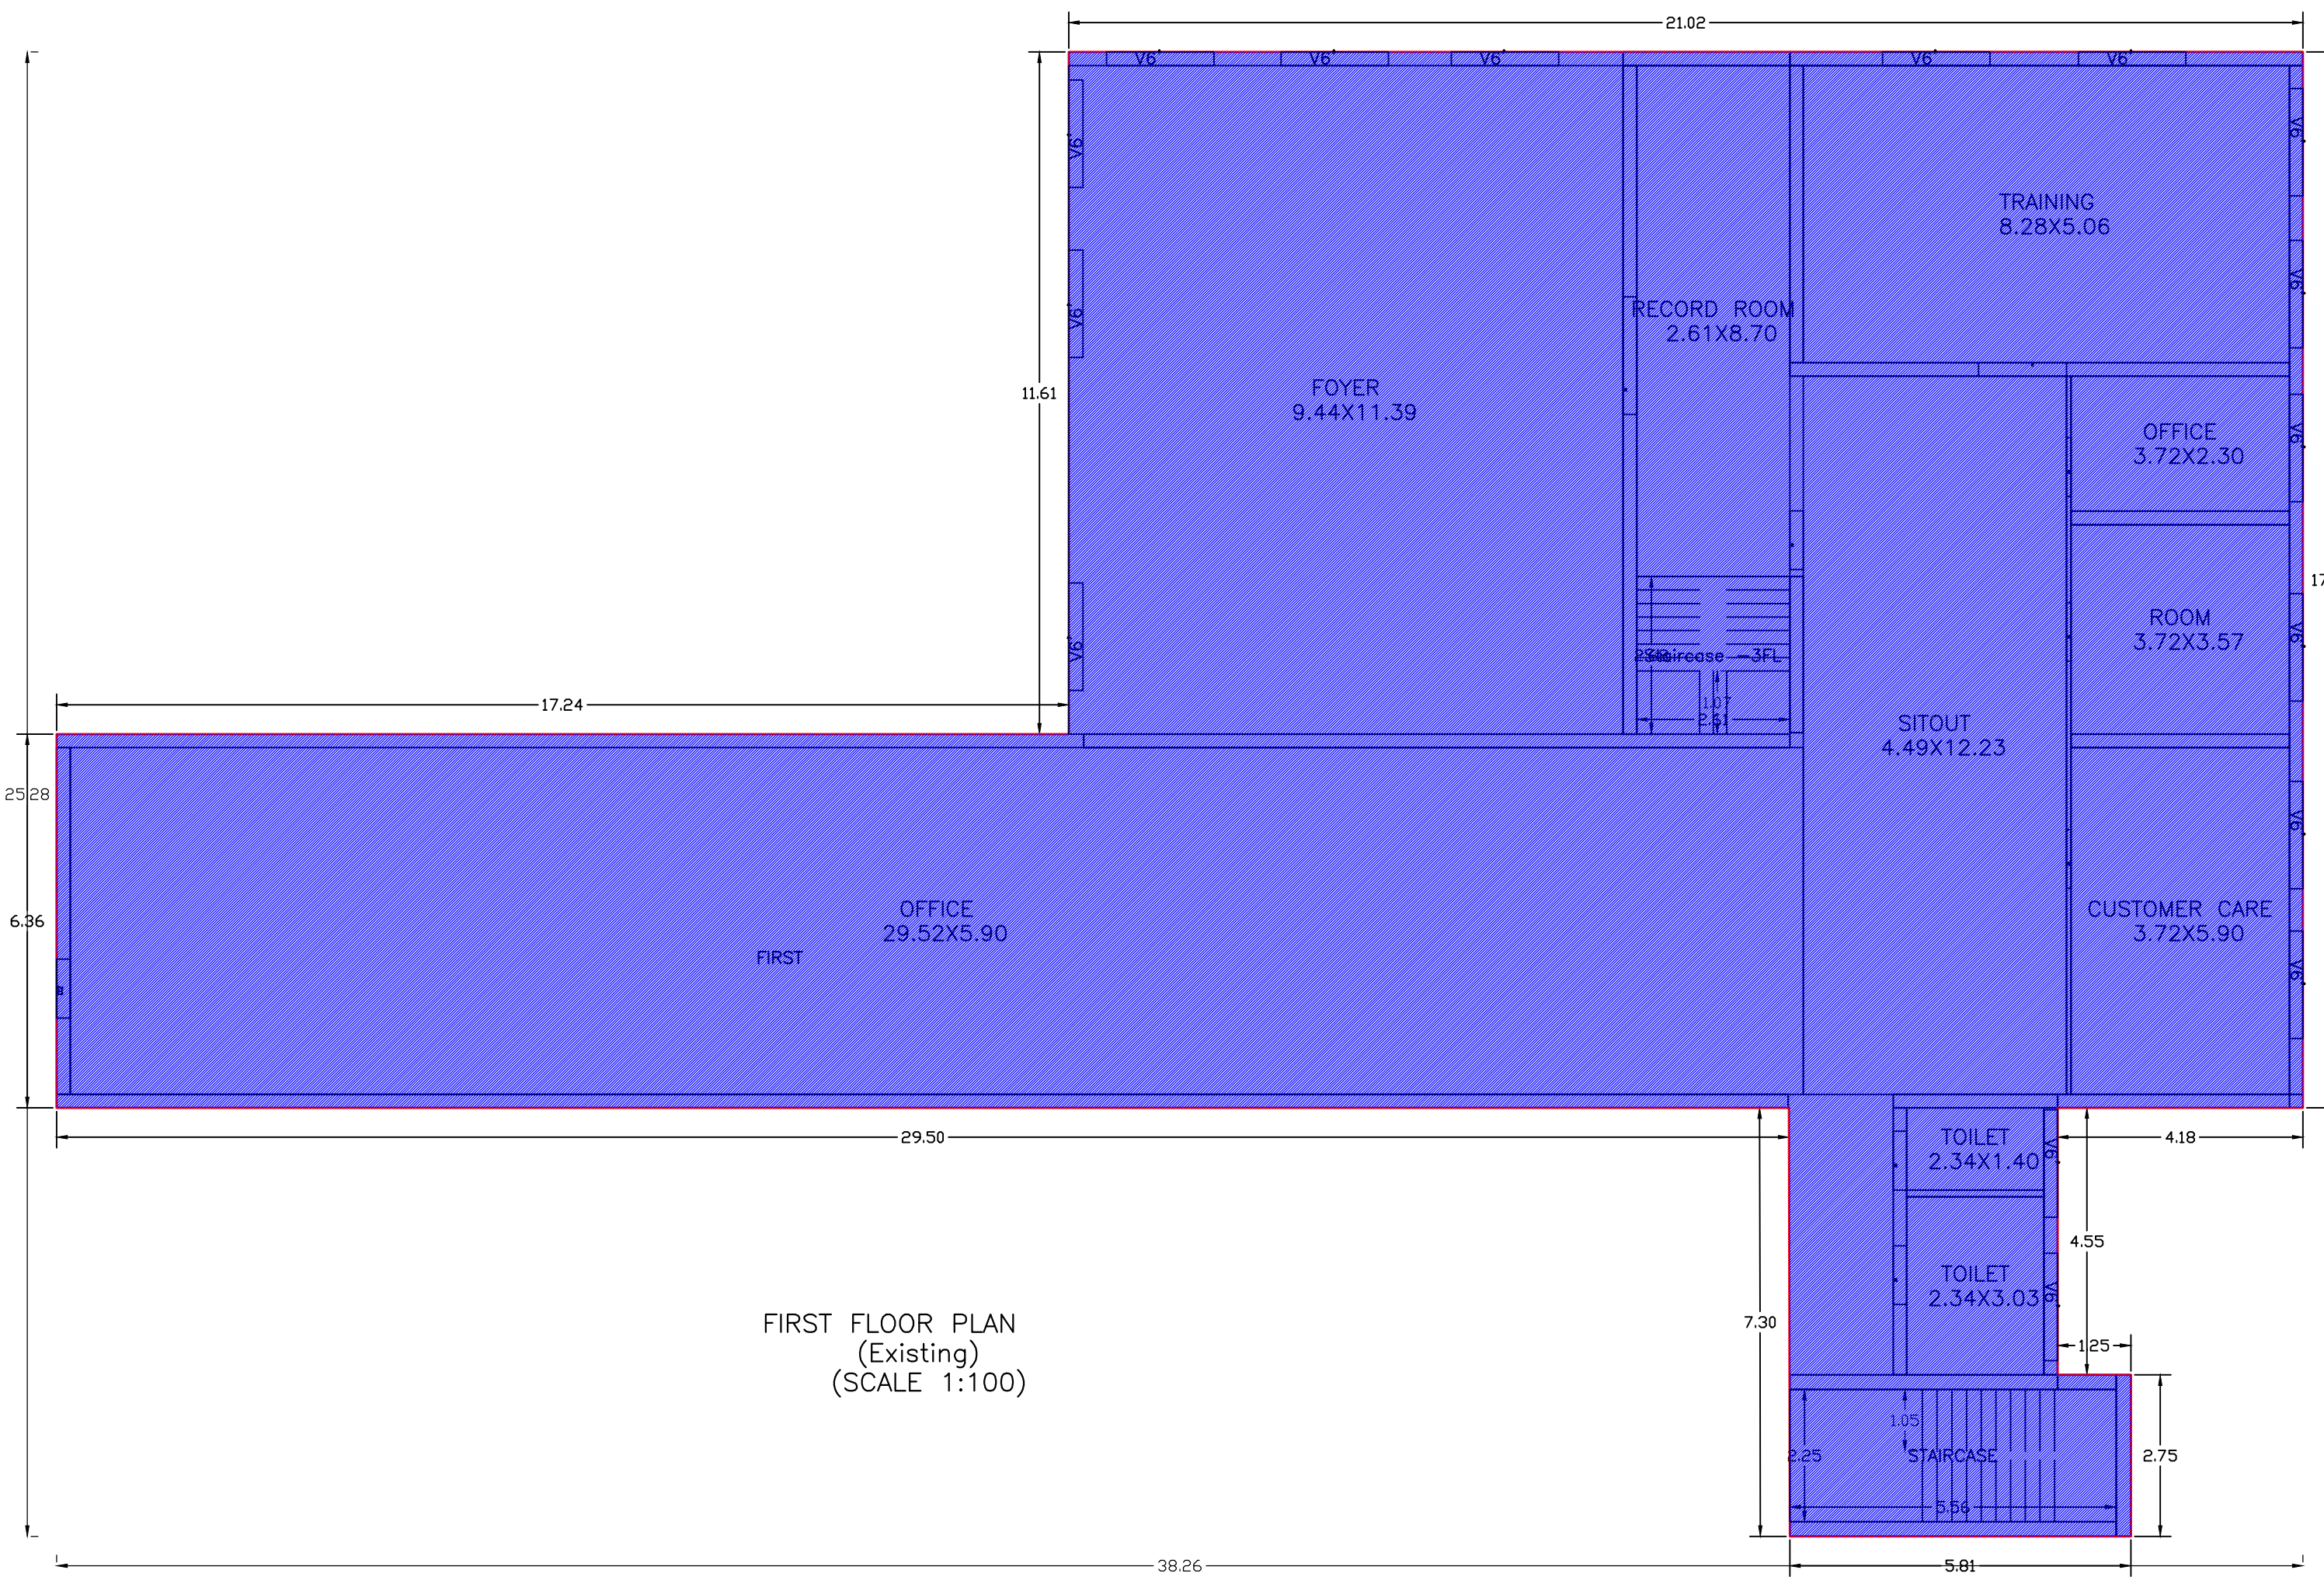 21.02
V6'
V6'
V6'
V6'
V6'
V6'
V6'
TRAINING
8.28X5.06
V6'
V6'
RECORD ROOM
2.61X8.70
FOYER
9.44X11.39
11.61
OFFICE
3.72X2.30
V6'
ROOM
3.72X3.57
V6'
V6'
Staircase -3FL
1.07
2.61
17.24
SITOUT
4.49X12.23
25.28
V6'
6.36
OFFICE
29.52X5.90
FIRST
CUSTOMER CARE
3.72X5.90
V6'
29.50
TOILET
2.34X1.40
V6'
4.18
4.55
TOILET
2.34X3.03
V6'
7.30
1.25
FIRST FLOOR PLAN
(Existing)
(SCALE 1:100)
1.05
2.25
STAIRCASE
2.75
5.56
38.26
5.81